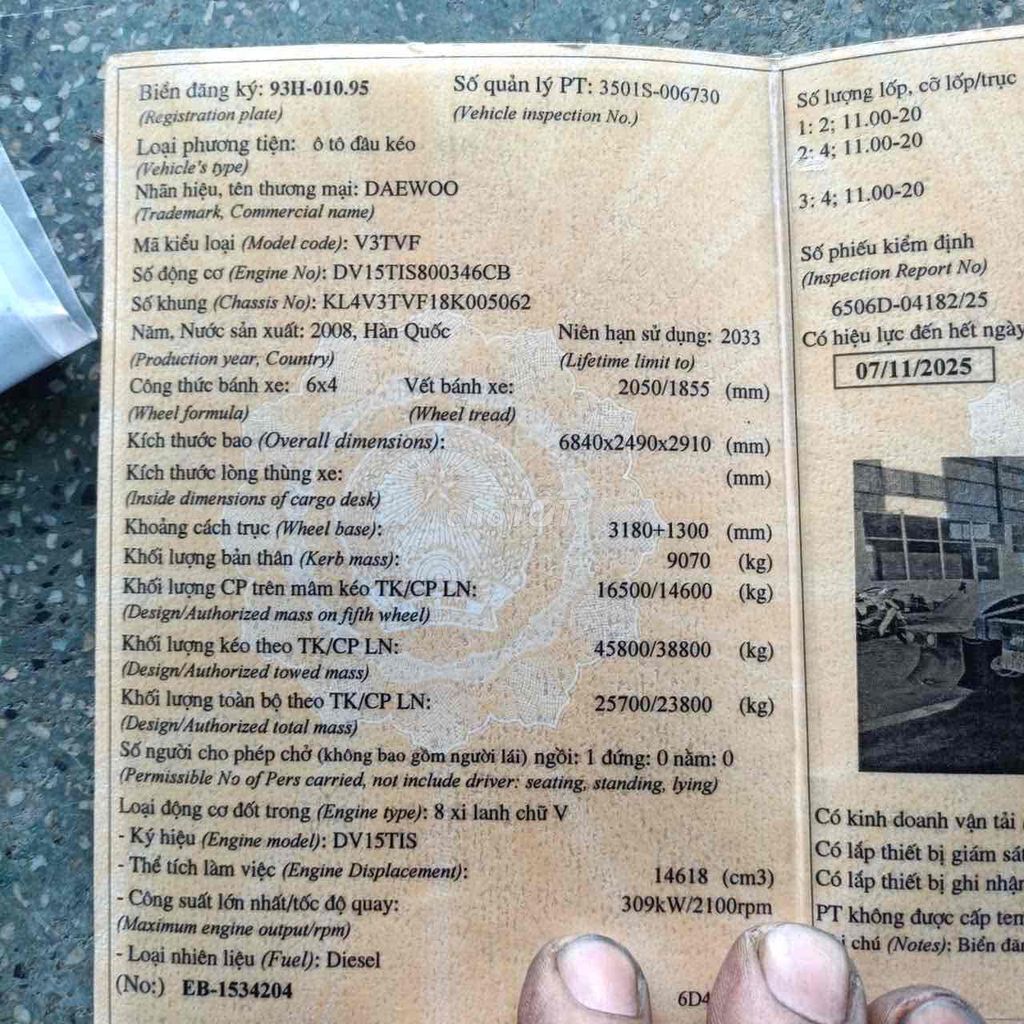 Biển đăng ký: 93H-010.95
Số quản lý PT: 3501S-006730
(Registration plate)
(Vehicle inspection No.)
Loại phương tiện: ô tô đầu kéo
(Vehicle's type)
Nhãn hiệu, tên thương mại: DAEWOO
(Trademark, Commercial name)
Mã kiểu loại (Model code): V3TVF
Số động cơ (Engine No): DV15TIS800346CB
Số khung (Chassis No): KL4V3TVF18K005062
Năm, Nước sản xuất: 2008, Hàn Quốc
Niên hạn sử dụng: 2033
(Production year, Country)
(Lifetime limit to)
Công thức bánh xe: 6x4
Vết bánh xe: 2050/1855 (mm)
(Wheel formula)
(Wheel tread)
Kích thước bao (Overall dimensions): 6840x2490x2910 (mm)
Kích thước lòng thùng xe: (mm)
(Inside dimensions of cargo desk)
Khoảng cách trục (Wheel base): 3180+1300 (mm)
Khối lượng bản thân (Kerb mass): 9070 (kg)
Khối lượng CP trên mâm kéo TK/CP LN: 16500/14600 (kg)
(Design/Authorized mass on fifth wheel)
Khối lượng kéo theo TK/CP LN: 45800/38800 (kg)
(Design/Authorized towed mass)
Khối lượng toàn bộ theo TK/CP LN: 25700/23800 (kg)
(Design/Authorized total mass)
Số người cho phép chở (không bao gồm người lái) ngồi: 1 đứng: 0 nằm: 0
(Permissible No of Pers carried, not include driver: seating, standing, lying)
Loại động cơ đốt trong (Engine type): 8 xi lanh chữ V
- Ký hiệu (Engine model): DV15TIS
- Thể tích làm việc (Engine Displacement): 14618 (cm3)
- Công suất lớn nhất/tốc độ quay: 309kW/2100rpm
(Maximum engine output/rpm)
- Loại nhiên liệu (Fuel): Diesel
(No:) EB-1534204
6D4
Số lượng lốp, cỡ lốp/trục
1: 2; 11.00-20
2: 4; 11.00-20
3: 4; 11.00-20
Số phiếu kiểm định
(Inspection Report No)
6506D-04182/25
Có hiệu lực đến hết ngày
07/11/2025
Có kinh doanh vận tải
Có lắp thiết bị giám sát
Có lắp thiết bị ghi nhận
PT không được cấp tem
chú (Notes): Biển đăn